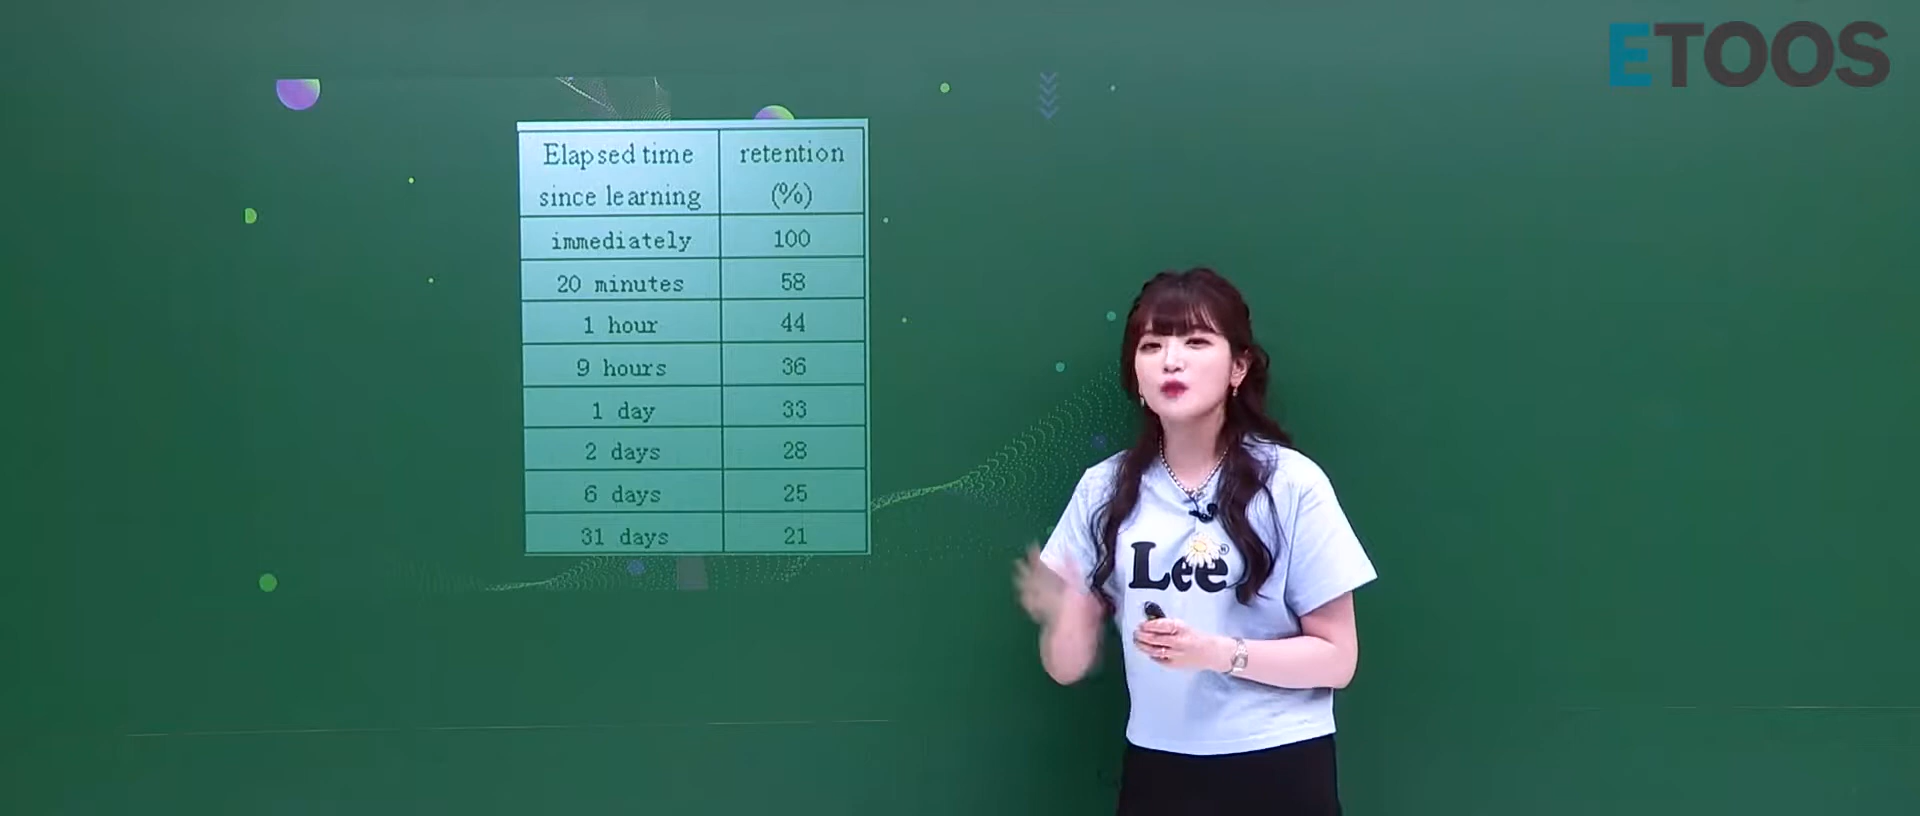 ETOOS
Elapsed time since learning retention (%)
immediately 100
20 minutes 58
1 hour 44
9 hours 36
1 day 33
2 days 28
6 days 25
31 days 21
Lee